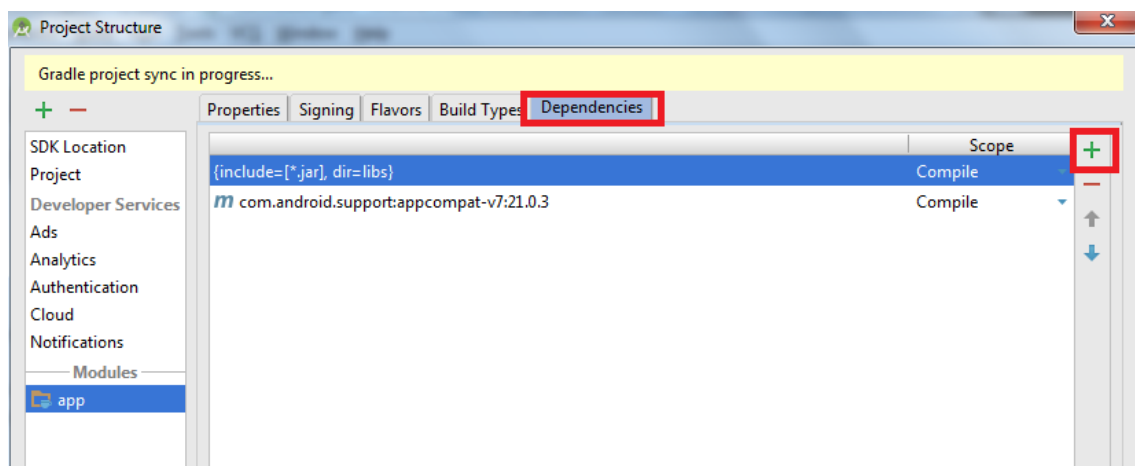 Project Structure
Gradle project sync in progress...
Properties Signing Flavors Build Types Dependencies
SDK Location
Project
Developer Services
Ads
Analytics
Authentication
Cloud
Notifications
Modules
app
Scope
{include=[*.jar], dir=libs} Compile
m com.android.support:appcompat-v7:21.0.3 Compile